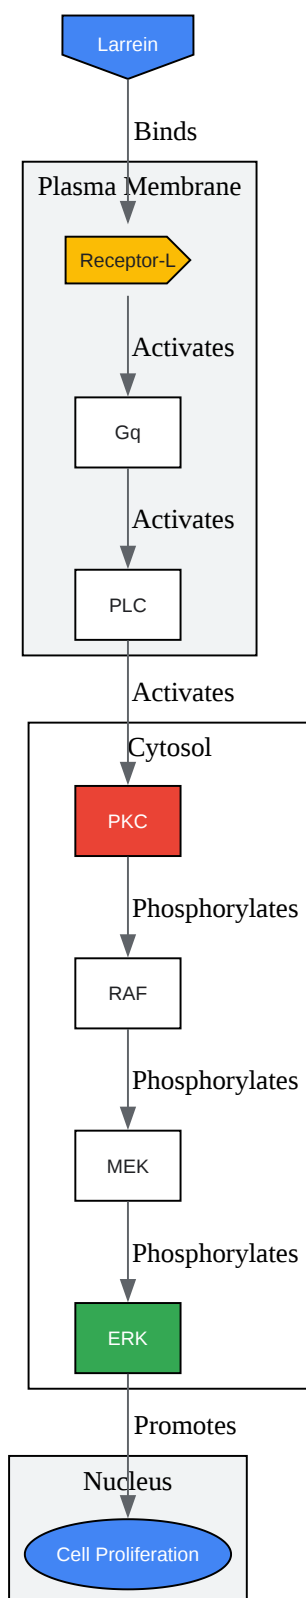 Larrein
Binds
Plasma Membrane
Receptor-L
Activates
Gq
Activates
PLC
Activates
Cytosol
PKC
Phosphorylates
RAF
Phosphorylates
MEK
Phosphorylates
ERK
Promotes
Nucleus
Cell Proliferation